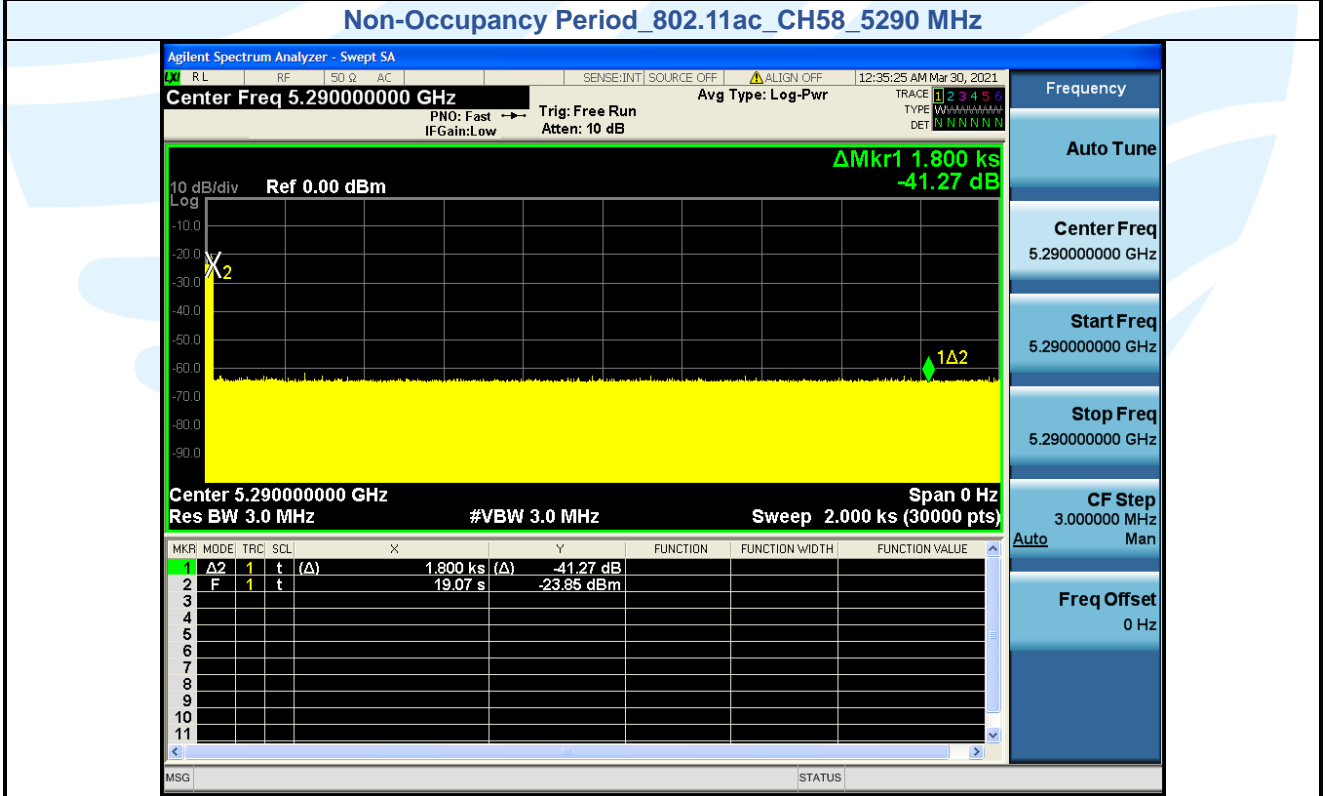 Non-Occupancy Period_802.11ac_CH58_5290 MHz
Agilent Spectrum Analyzer - Swept SA
LXI RL RF 50 Ω AC SENSE:INT SOURCE OFF ALIGN OFF 12:35:25 AM Mar 30, 2021
Center Freq 5.290000000 GHz Avg Type: Log-Pwr TRACE 1 2 3 4 5 6
PNO: Fast Trig: Free Run TYPE WWWWWW
IFGain:Low Atten: 10 dB DET N N N N N N
ΔMkr1 1.800 ks
10 dB/div Ref 0.00 dBm -41.27 dB
Log
-10.0
-20.0
2
-30.0
-40.0
-50.0
1Δ2
-60.0
-70.0
-80.0
-90.0
Center 5.290000000 GHz Span 0 Hz
Res BW 3.0 MHz #VBW 3.0 MHz Sweep 2.000 ks (30000 pts)
MKR MODE TRC SCL X Y FUNCTION FUNCTION WIDTH FUNCTION VALUE
1 Δ2 1 t (Δ) 1.800 ks (Δ) -41.27 dB
2 F 1 t 19.07 s -23.85 dBm
3
4
5
6
7
8
9
10
11
MSG STATUS
Frequency
Auto Tune
Center Freq
5.290000000 GHz
Start Freq
5.290000000 GHz
Stop Freq
5.290000000 GHz
CF Step
3.000000 MHz
Auto Man
Freq Offset
0 Hz